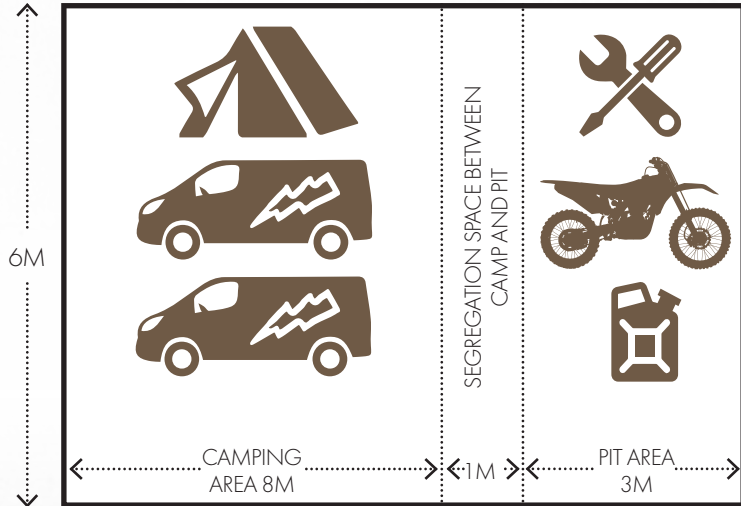 6M
CAMPING
AREA 8M
SEGREGATION SPACE BETWEEN
CAMP AND PIT
1M
PIT AREA
3M